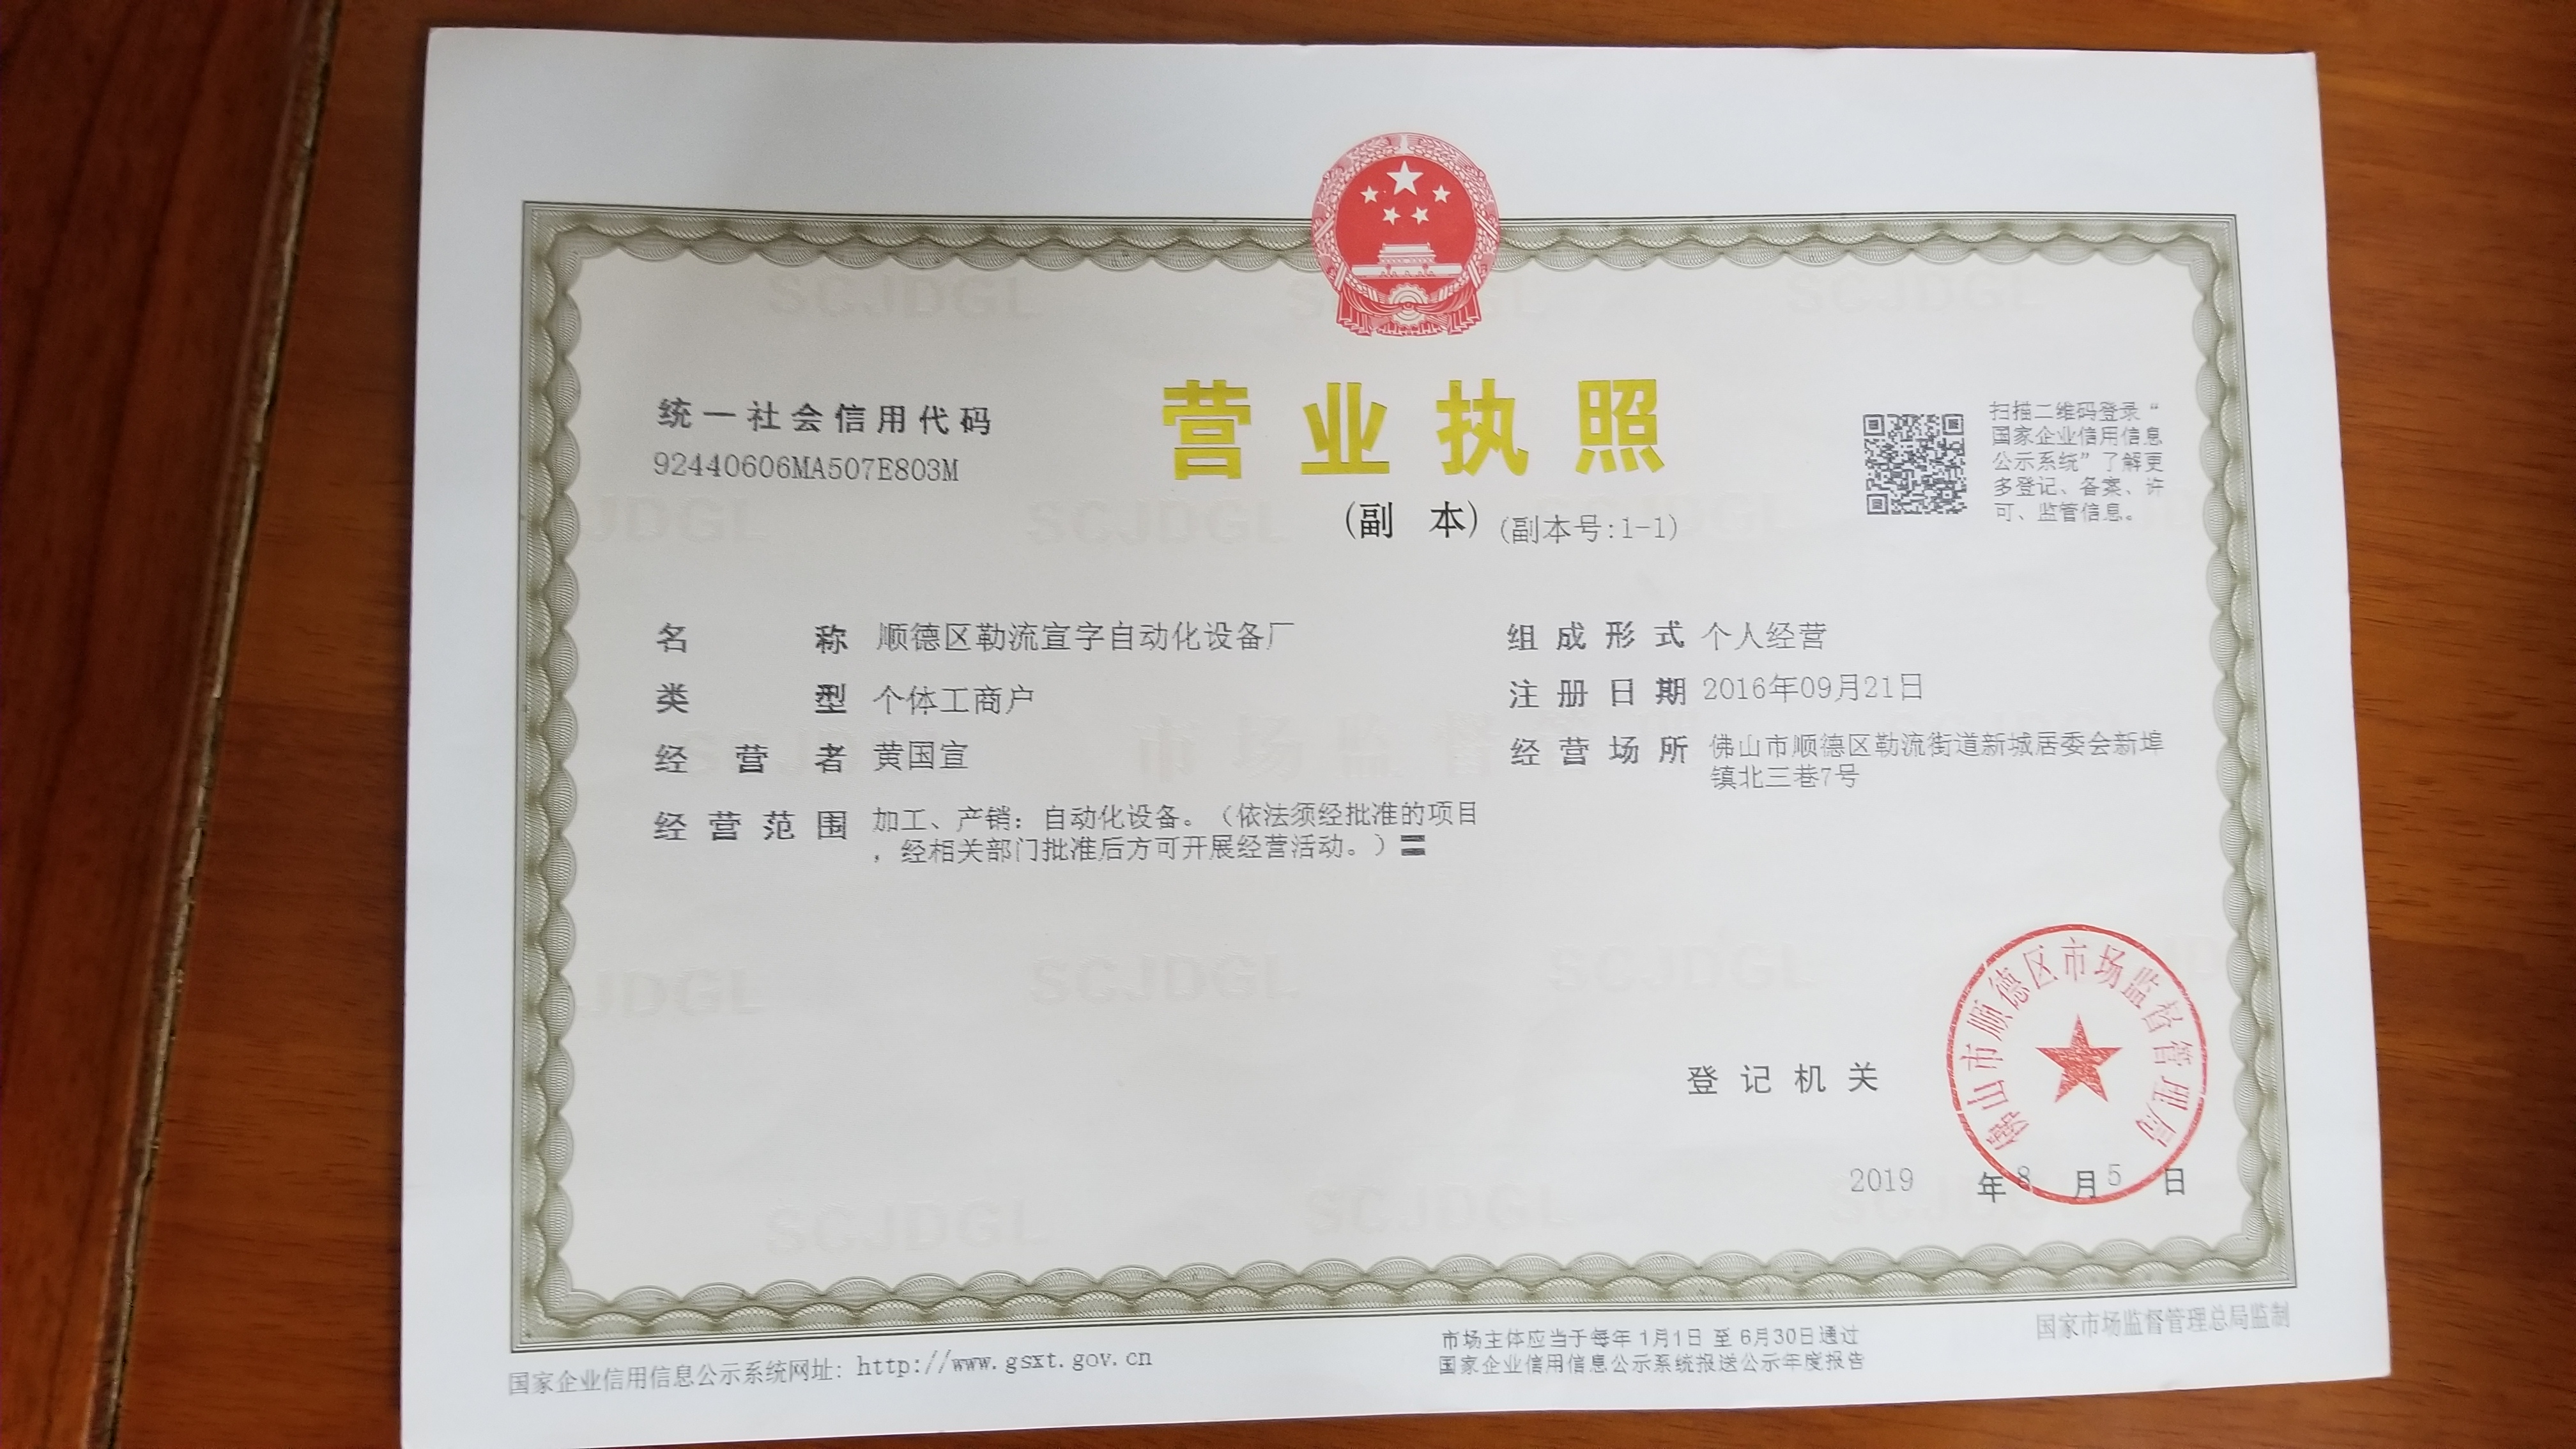 营业执照
(副 本) (副本号:1-1)
统一社会信用代码
92440606MA507E803M
扫描二维码登录“
国家企业信用信息
公示系统”了解更
多登记、备案、许
可、监管信息。
名 称 顺德区勒流宣字自动化设备厂
类 型 个体工商户
经 营 者 黄国宣
经 营 范 围 加工、产销：自动化设备。（依法须经批准的项目
，经相关部门批准后方可开展经营活动。）〓
组 成 形 式 个人经营
注 册 日 期 2016年09月21日
经 营 场 所 佛山市顺德区勒流街道新城居委会新埠
镇北三巷7号
登 记 机 关
佛山市顺德区市场监督管理局
2019 年 8 月 5 日
国家企业信用信息公示系统网址：http://www.gsxt.gov.cn
市场主体应当于每年 1月1日 至 6月30日通过
国家企业信用信息公示系统报送公示年度报告
国家市场监督管理总局监制
SCJDGL